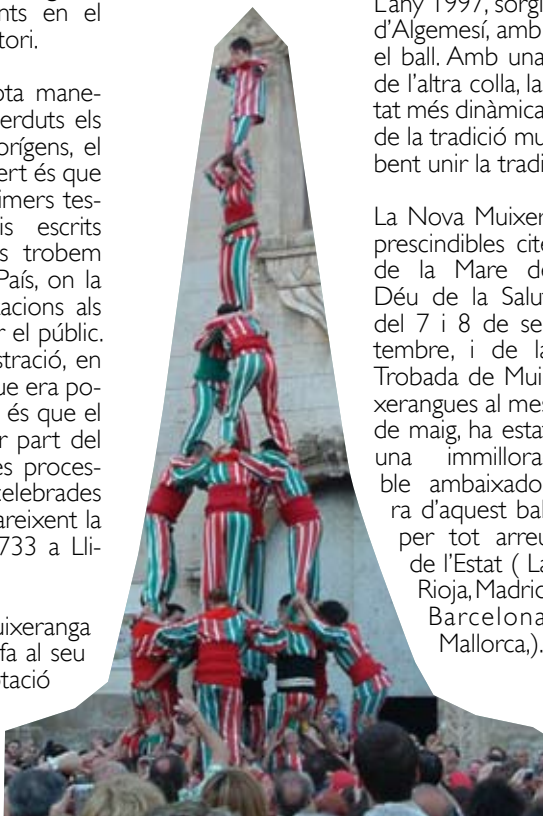 nts en el
tori.
ota mane-
erduts els
orígens, el
ert és que
imers tes-
is escrits
s trobem
País, on la
acions als
r el públic.
stració, en
ue era po-
és que el
r part del
es proces-
celebrades
areixent la
733 a Lli-
uixeranga
fa al seu
otació
L'any 1997, sorgi
d'Algemesí, amb
el ball. Amb una
de l'altra colla, la
tat més dinàmica
de la tradició mu
bent unir la tradi
La Nova Muixer
prescindibles cite
de la Mare de
Déu de la Salut
del 7 i 8 de se
tembre, i de la
Trobada de Mui
xerangues al mes
de maig, ha estat
una immillora
ble ambaixado
ra d'aquest bal
per tot arreu
de l'Estat ( La
Rioja, Madrid
Barcelona
Mallorca,).